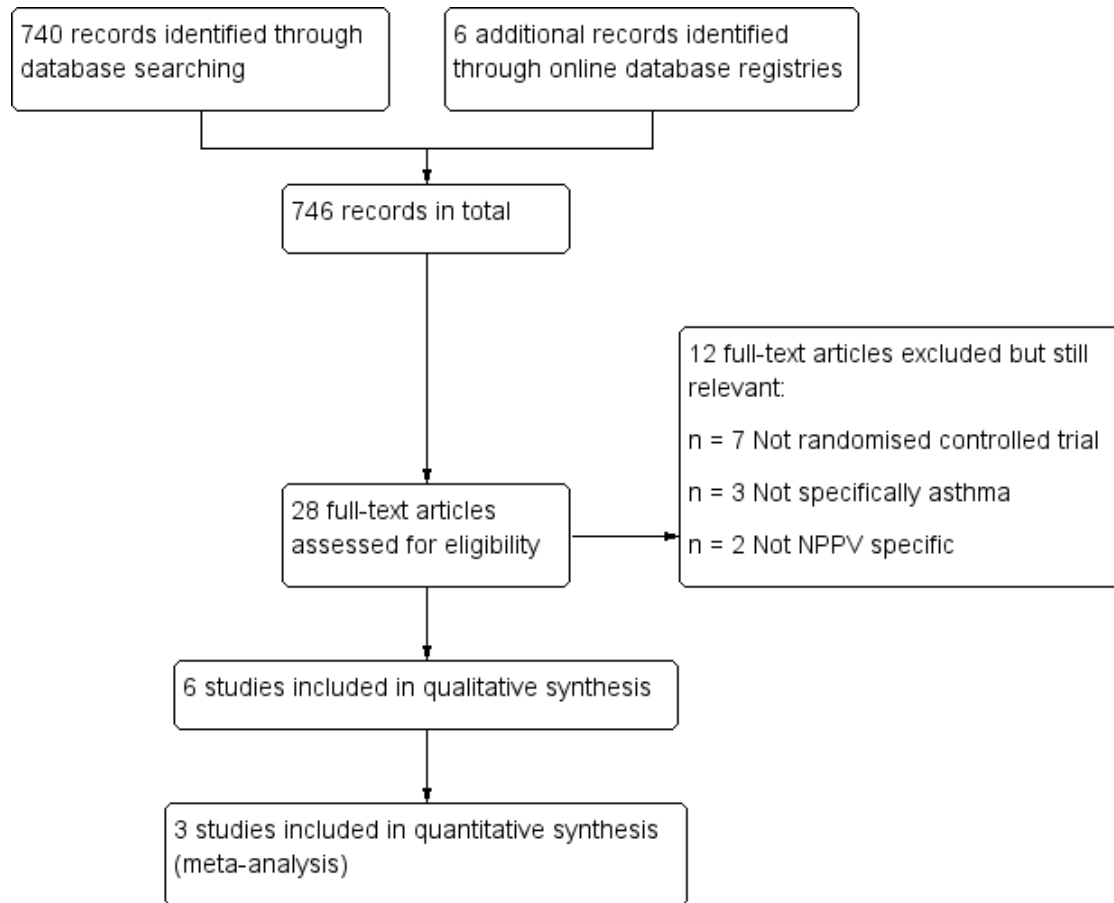 740 records identified through
database searching
6 additional records identified
through online database registries
746 records in total
12 full-text articles excluded but still
relevant:
n = 7 Not randomised controlled trial
n = 3 Not specifically asthma
n = 2 Not NPPV specific
28 full-text articles
assessed for eligibility
6 studies included in qualitative synthesis
3 studies included in quantitative synthesis
(meta-analysis)